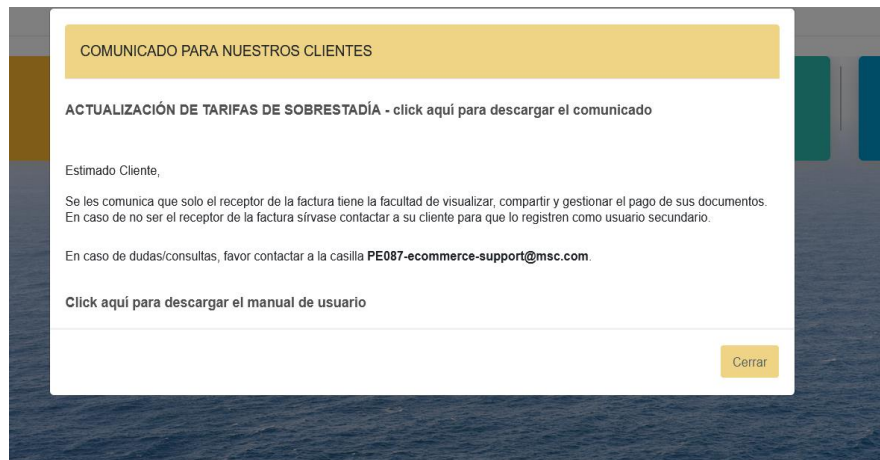 COMUNICADO PARA NUESTROS CLIENTES
ACTUALIZACIÓN DE TARIFAS DE SOBRESTADÍA - click aquí para descargar el comunicado
Estimado Cliente,
Se les comunica que solo el receptor de la factura tiene la facultad de visualizar, compartir y gestionar el pago de sus documentos.
En caso de no ser el receptor de la factura sírvase contactar a su cliente para que lo registren como usuario secundario.
En caso de dudas/consultas, favor contactar a la casilla PE087-ecommerce-support@msc.com.
Click aquí para descargar el manual de usuario
Cerrar